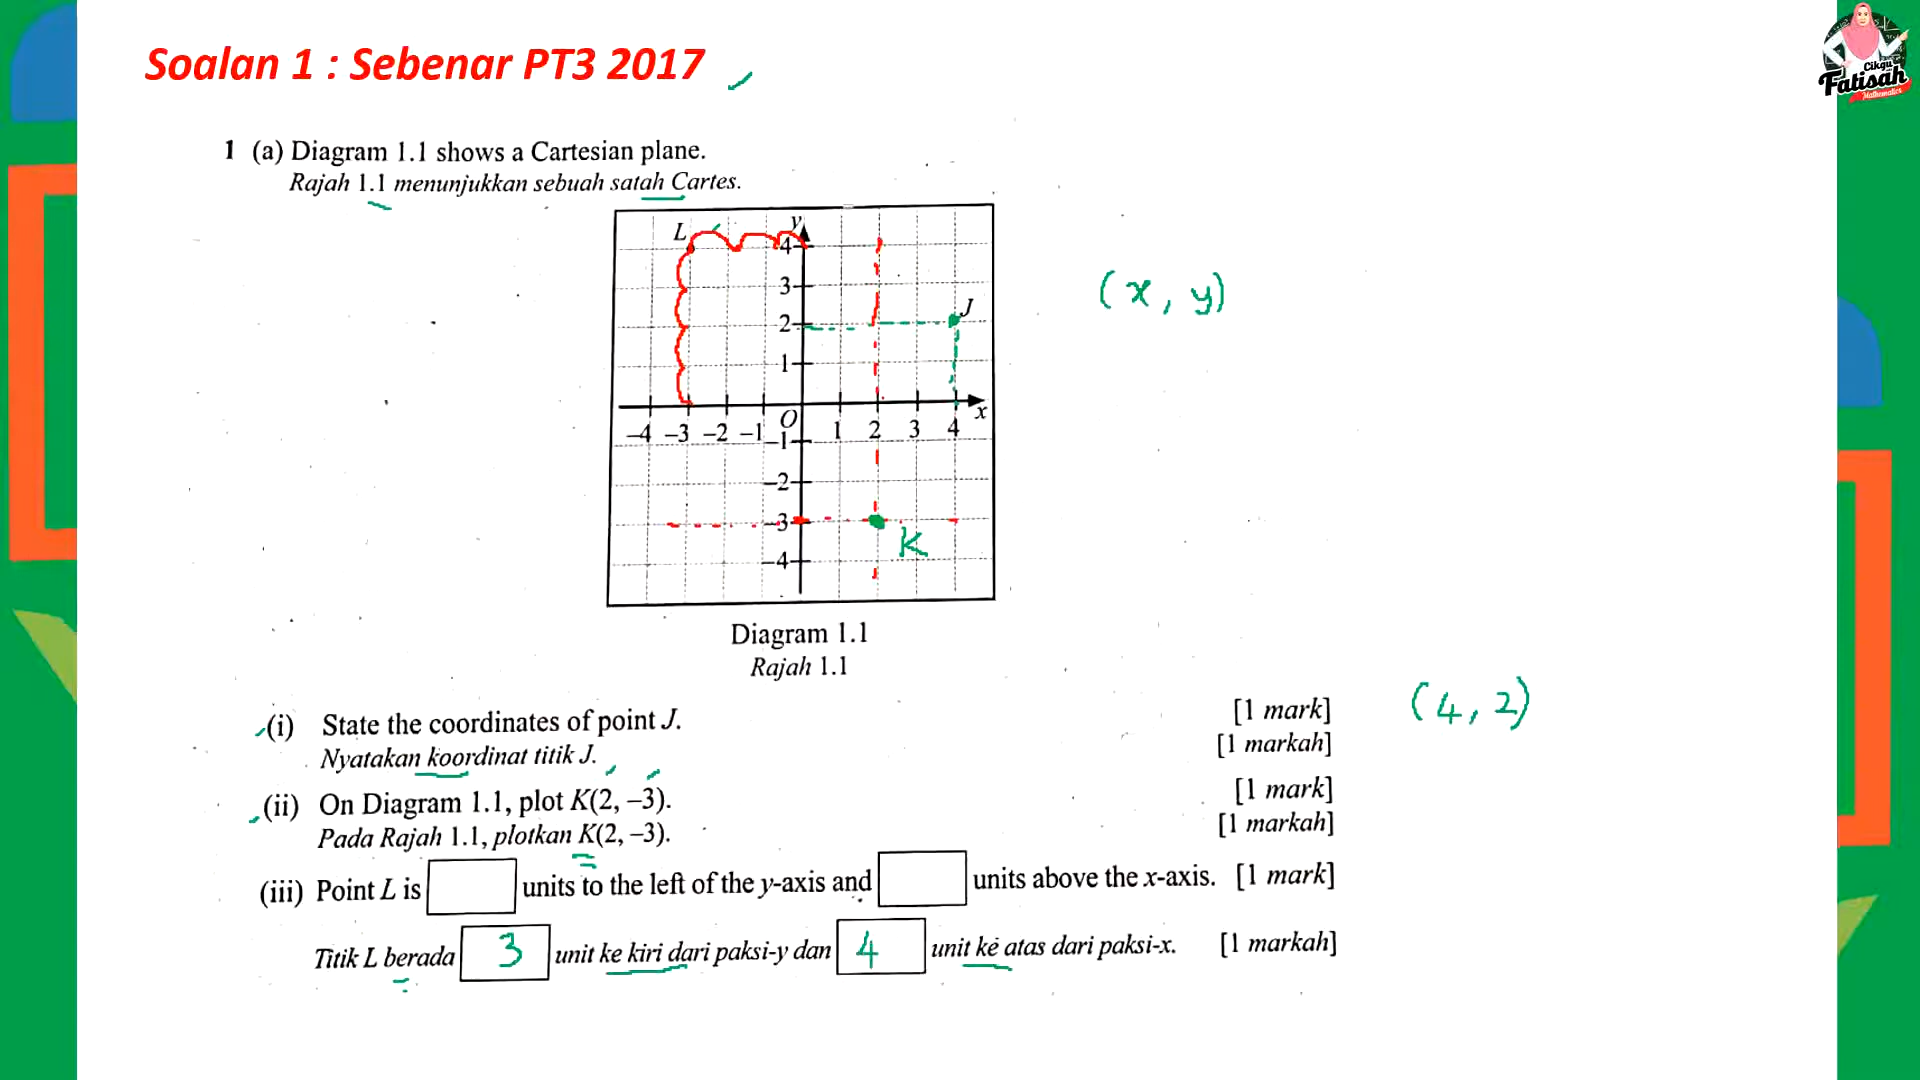 Soalan 1 : Sebenar PT3 2017
Cikgu
Fatisah
Mathematics
1 (a) Diagram 1.1 shows a Cartesian plane.
Rajah 1.1 menunjukkan sebuah satah Cartes.
L
y
4
3
2
1
J
(x, y)
O
x
–4 –3 –2 –1 1 2 3 4
–1
–2
–3
–4
K
Diagram 1.1
Rajah 1.1
(i) State the coordinates of point J. [1 mark] (4, 2)
Nyatakan koordinat titik J. [1 markah]
(ii) On Diagram 1.1, plot K(2, –3). [1 mark]
Pada Rajah 1.1, plotkan K(2, –3). [1 markah]
(iii) Point L is units to the left of the y-axis and units above the x-axis. [1 mark]
Titik L berada 3 unit ke kiri dari paksi-y dan 4 unit ke atas dari paksi-x. [1 markah]